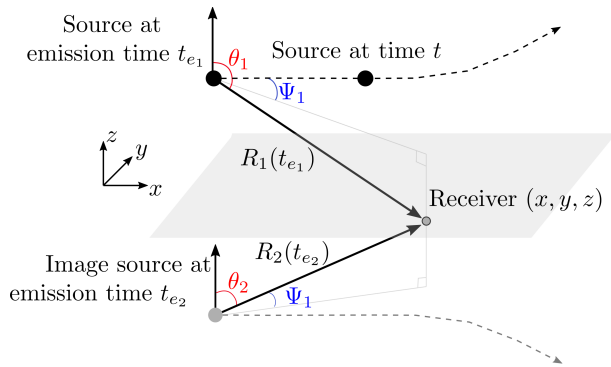 Source at
emission time $t_{e_1}$
$\theta_1$
Source at time $t$
$\Psi_1$
$z$
$y$
$x$
$R_1(t_{e_1})$
Receiver $(x, y, z)$
$R_2(t_{e_2})$
Image source at
emission time $t_{e_2}$
$\theta_2$
$\Psi_1$